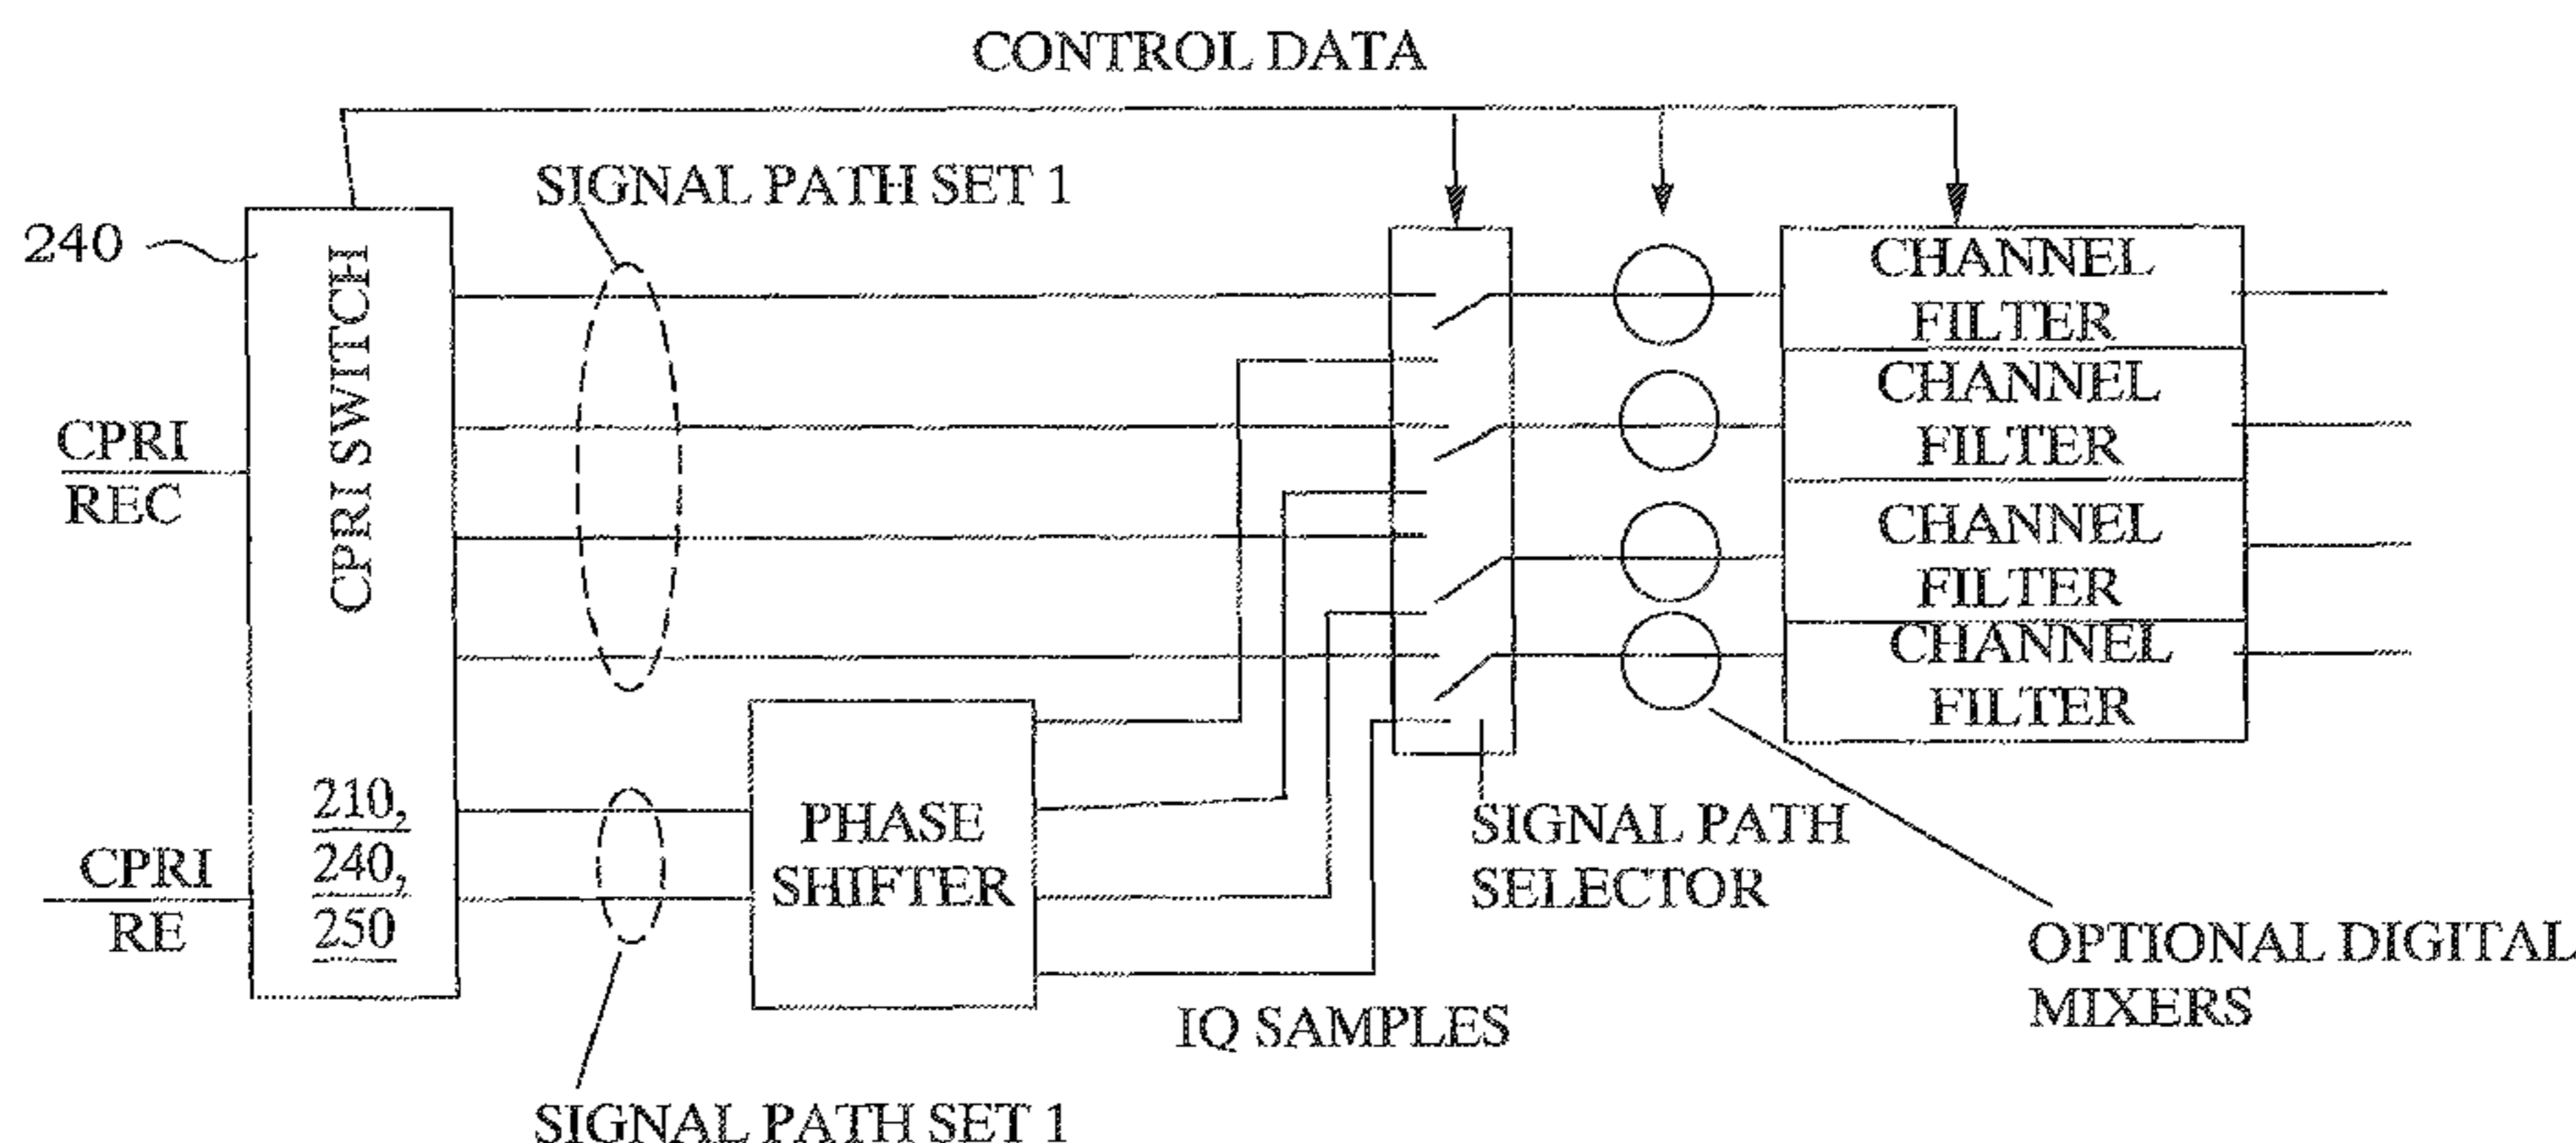 CONTROL DATA
SIGNAL PATH SET 1
240
CPRI SWITCH
CPRI
REC
210,
240,
250
CPRI
RE
PHASE
SHIFTER
SIGNAL PATH SET 1
IQ SAMPLES
SIGNAL PATH
SELECTOR
CHANNEL
FILTER
CHANNEL
FILTER
CHANNEL
FILTER
CHANNEL
FILTER
OPTIONAL DIGITAL
MIXERS